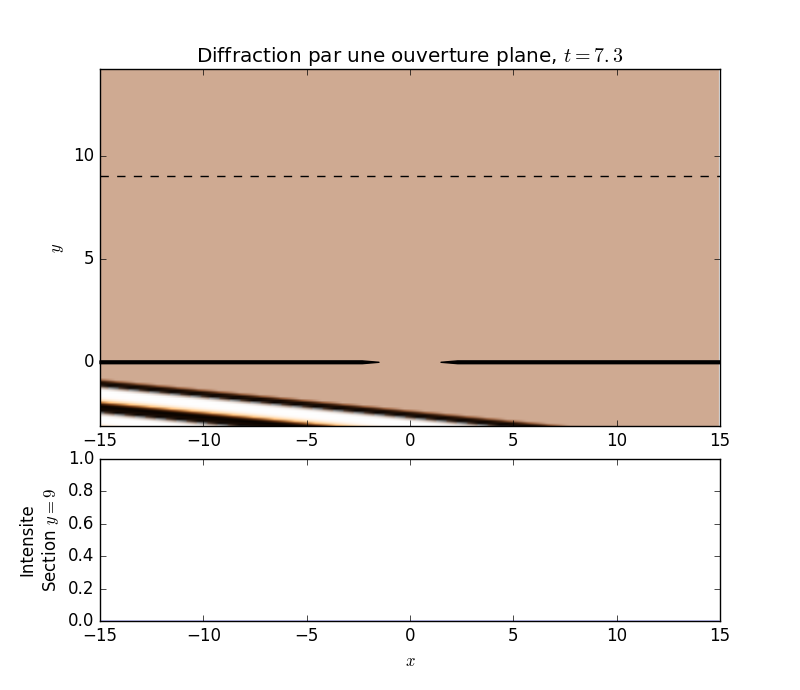 Diffraction par une ouverture plane, t = 7.3
10
5
0
y
−15 −10 −5 0 5 10 15
1.0
0.8
0.6
0.4
0.2
0.0
Intensite
Section y = 9
−15 −10 −5 0 5 10 15
x